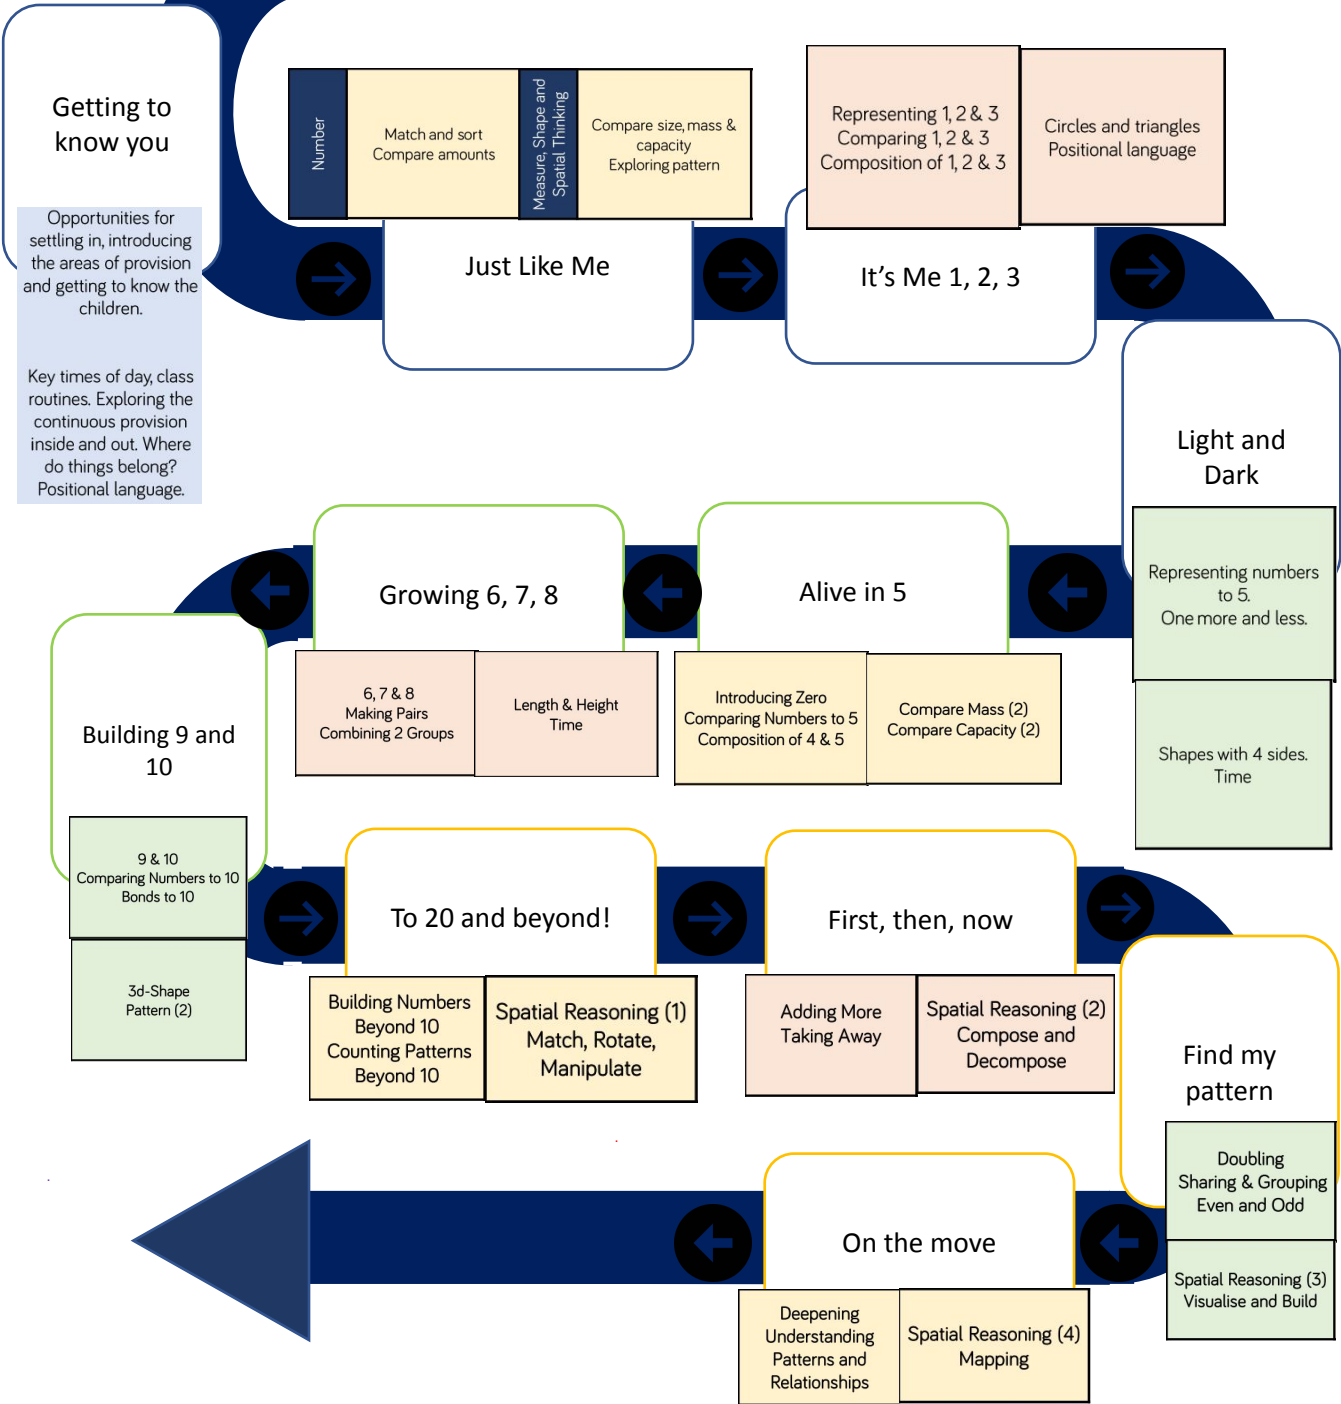 Getting to
know you
Opportunities for
settling in, introducing
the areas of provision
and getting to know the
children.
Key times of day, class
routines. Exploring the
continuous provision
inside and out. Where
do things belong?
Positional language.
Number
Match and sort
Compare amounts
Measure, Shape and
Spatial Thinking
Compare size, mass &
capacity
Exploring pattern
Just Like Me
Representing 1, 2 & 3
Comparing 1, 2 & 3
Composition of 1, 2 & 3
Circles and triangles
Positional language
It's Me 1, 2, 3
Light and
Dark
Representing numbers
to 5.
One more and less.
Shapes with 4 sides.
Time
Alive in 5
Introducing Zero
Comparing Numbers to 5
Composition of 4 & 5
Compare Mass (2)
Compare Capacity (2)
Growing 6, 7, 8
6, 7 & 8
Making Pairs
Combining 2 Groups
Length & Height
Time
Building 9 and
10
9 & 10
Comparing Numbers to 10
Bonds to 10
3d-Shape
Pattern (2)
To 20 and beyond!
Building Numbers
Beyond 10
Counting Patterns
Beyond 10
Spatial Reasoning (1)
Match, Rotate,
Manipulate
First, then, now
Adding More
Taking Away
Spatial Reasoning (2)
Compose and
Decompose
Find my
pattern
Doubling
Sharing & Grouping
Even and Odd
Spatial Reasoning (3)
Visualise and Build
On the move
Deepening
Understanding
Patterns and
Relationships
Spatial Reasoning (4)
Mapping